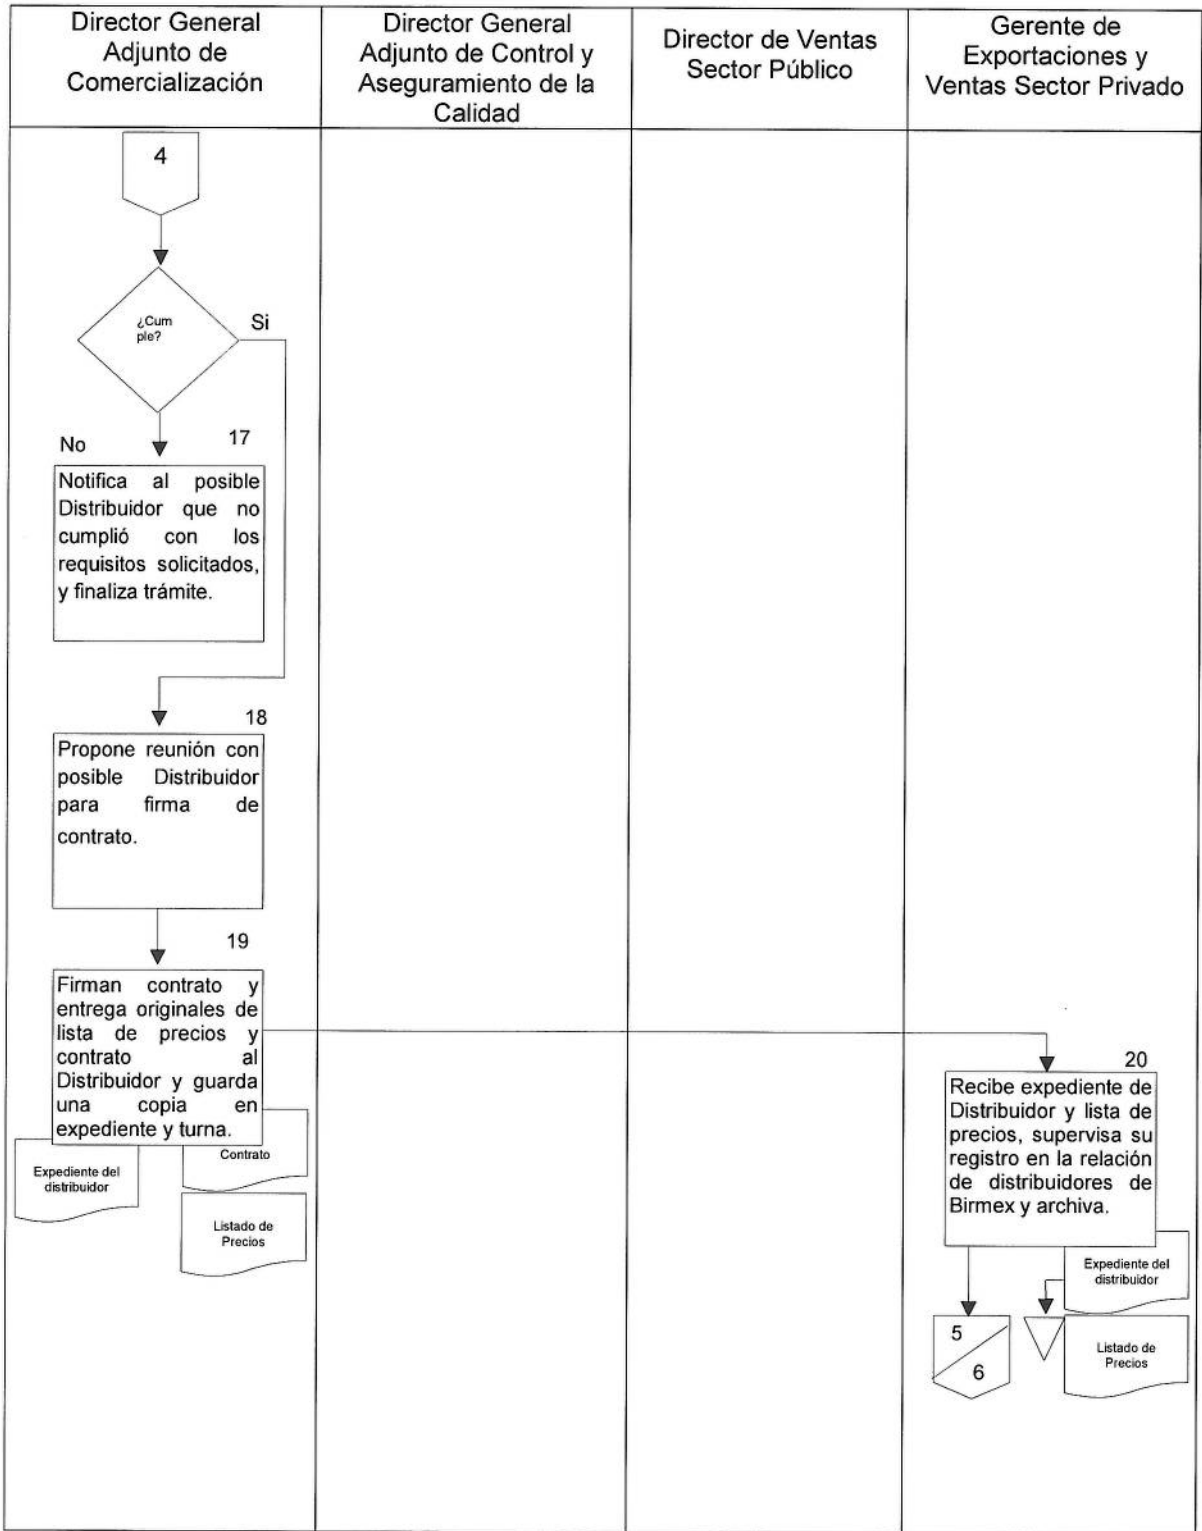 Director General
Adjunto de
Comercialización
Director General
Adjunto de Control y
Aseguramiento de la
Calidad
Director de Ventas
Sector Público
Gerente de
Exportaciones y
Ventas Sector Privado
4
¿Cum
ple?
Si
No
17
Notifica al posible
Distribuidor que no
cumplió con los
requisitos solicitados,
y finaliza trámite.
18
Propone reunión con
posible Distribuidor
para firma de
contrato.
19
Firman contrato y
entrega originales de
lista de precios y
contrato al
Distribuidor y guarda
una copia en
expediente y turna.
Contrato
Expediente del
distribuidor
Listado de
Precios
20
Recibe expediente de
Distribuidor y lista de
precios, supervisa su
registro en la relación
de distribuidores de
Birmex y archiva.
Expediente del
distribuidor
5
6
Listado de
Precios